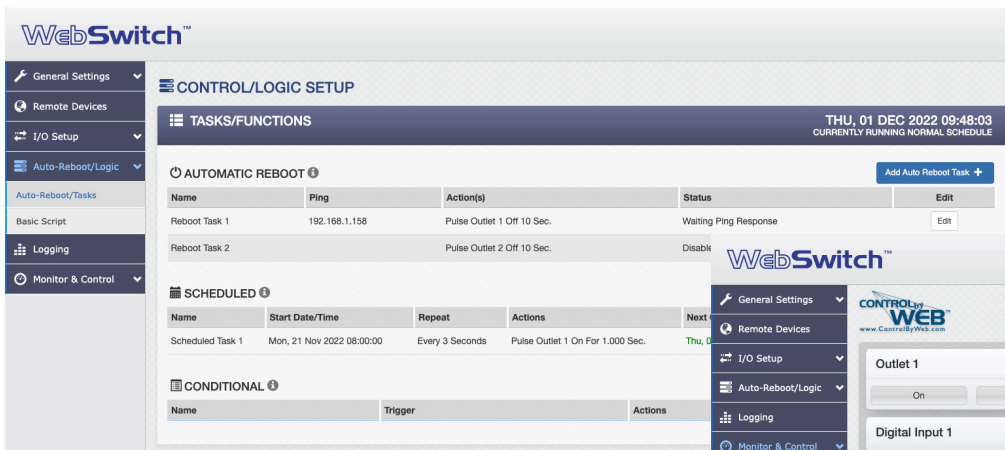 WebSwitch™
General Settings
Remote Devices
I/O Setup
Auto-Reboot/Logic
Auto-Reboot/Tasks
Basic Script
Logging
Monitor & Control
CONTROL/LOGIC SETUP
TASKS/FUNCTIONS
THU, 01 DEC 2022 09:48:03
CURRENTLY RUNNING NORMAL SCHEDULE
AUTOMATIC REBOOT
Add Auto Reboot Task +
Name Ping Action(s) Status Edit
Reboot Task 1 192.168.1.158 Pulse Outlet 1 Off 10 Sec. Waiting Ping Response Edit
Reboot Task 2 Pulse Outlet 2 Off 10 Sec.
SCHEDULED
Name Start Date/Time Repeat Actions Next
Scheduled Task 1 Mon, 21 Nov 2022 08:00:00 Every 3 Seconds Pulse Outlet 1 On For 1.000 Sec. Thu, 0
CONDITIONAL
Name Trigger Actions
WebSwitch™
General Settings
Remote Devices
I/O Setup
Auto-Reboot/Logic
Logging
Monitor & Control
CONTROL by
WEB™
www.ControlByWeb.com
Outlet 1
On
Digital Input 1